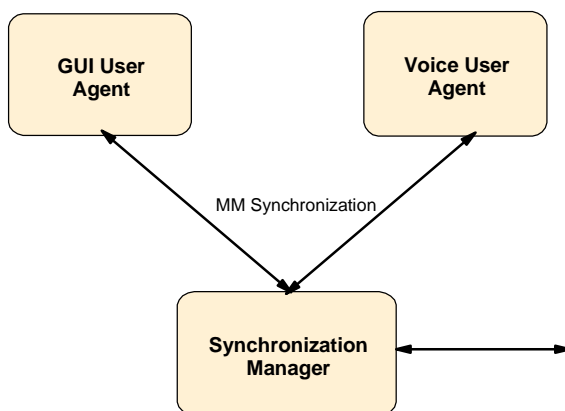 GUI User
Agent
Voice User
Agent
MM Synchronization
Synchronization
Manager